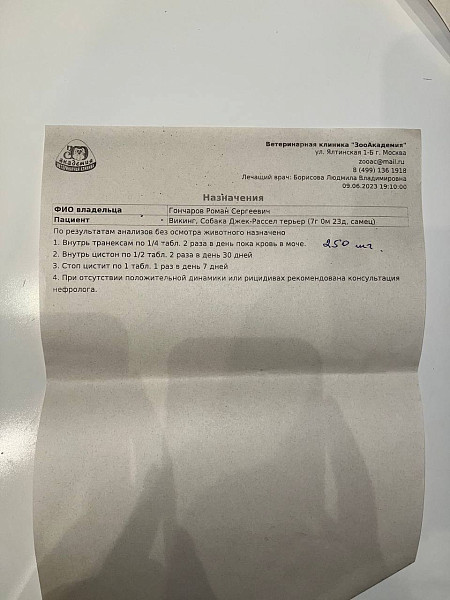 Ветеринарная клиника "ЗооАкадемия"
ул. Ялтинская 1-Б г. Москва
zooac@mail.ru
8 (499) 136 1918
Лечащий врач: Борисова Людмила Владимировна
09.06.2023 19:10:00
академия
Назначения
ФИО владельца Гончаров Роман Сергеевич
Пациент Викинг, Собака Джек-Рассел терьер (7г 0м 23д, самец)
По результатам анализов без осмотра животного назначено
1. Внутрь транексам по 1/4 табл. 2 раза в день пока кровь в моче. 250 мг.
2. Внутрь цистон по 1/2 табл. 2 раза в день 30 дней
3. Стоп цистит по 1 табл. 1 раз в день 7 дней
4. При отсутствии положительной динамики или рицидивах рекомендована консультация
нефролога.